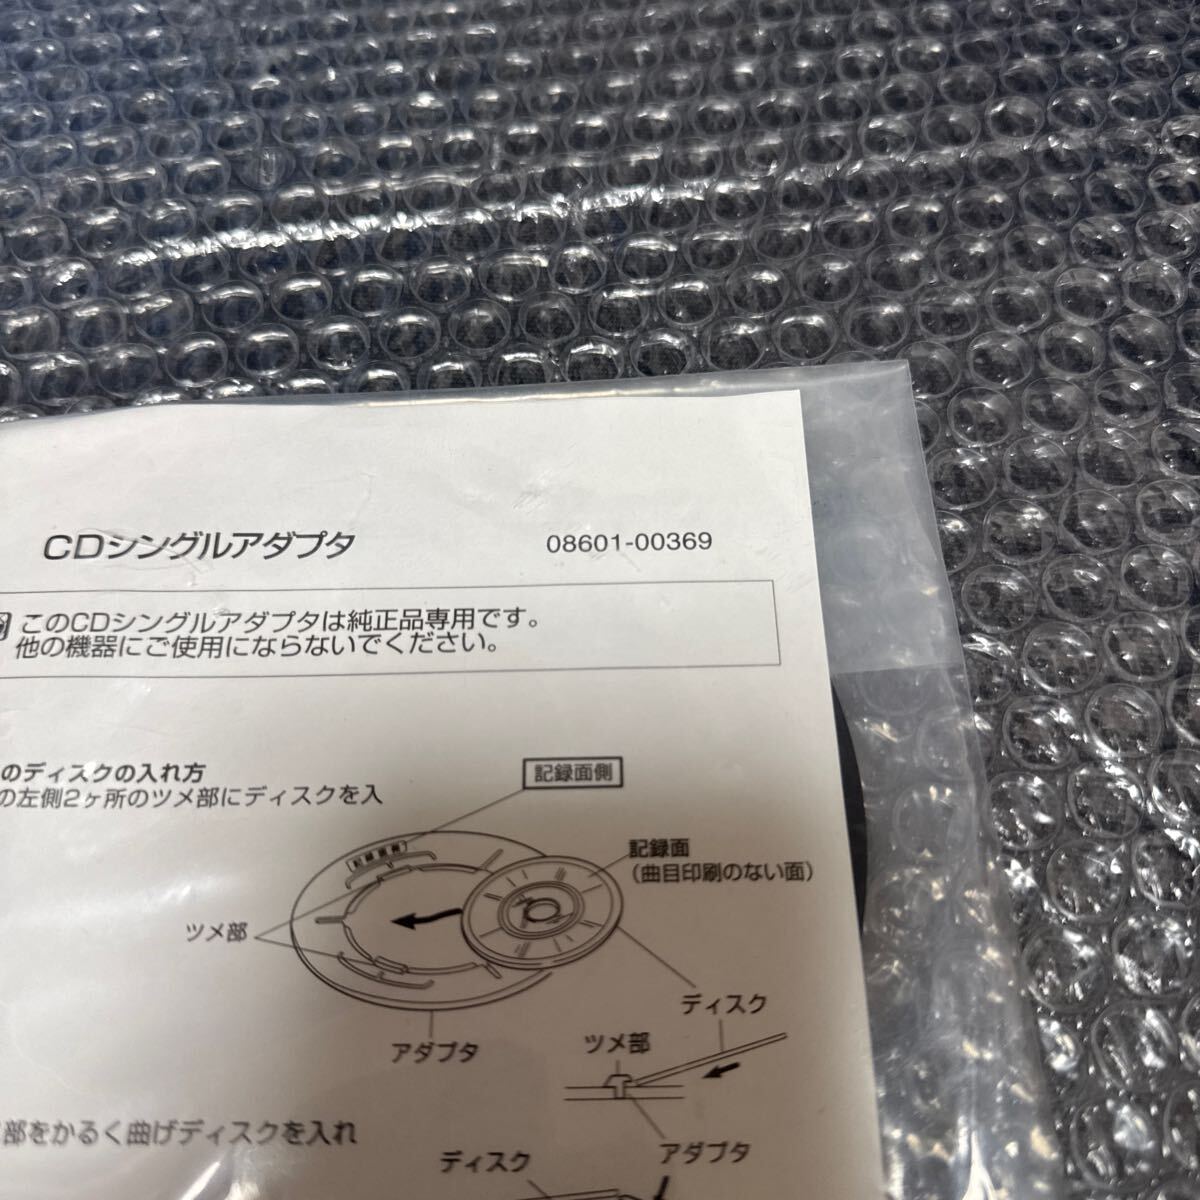 CDシングルアダプタ
08601-00369
このCDシングルアダプタは純正品専用です。
他の機器にご使用にならないでください。
のディスクの入れ方
の左側2ヶ所のツメ部にディスクを入
記録面側
記録面側
記録面
(曲目印刷のない面)
ツメ部
アダプタ
ディスク
ツメ部
アダプタ
部をかるく曲げディスクを入れ
ディスク